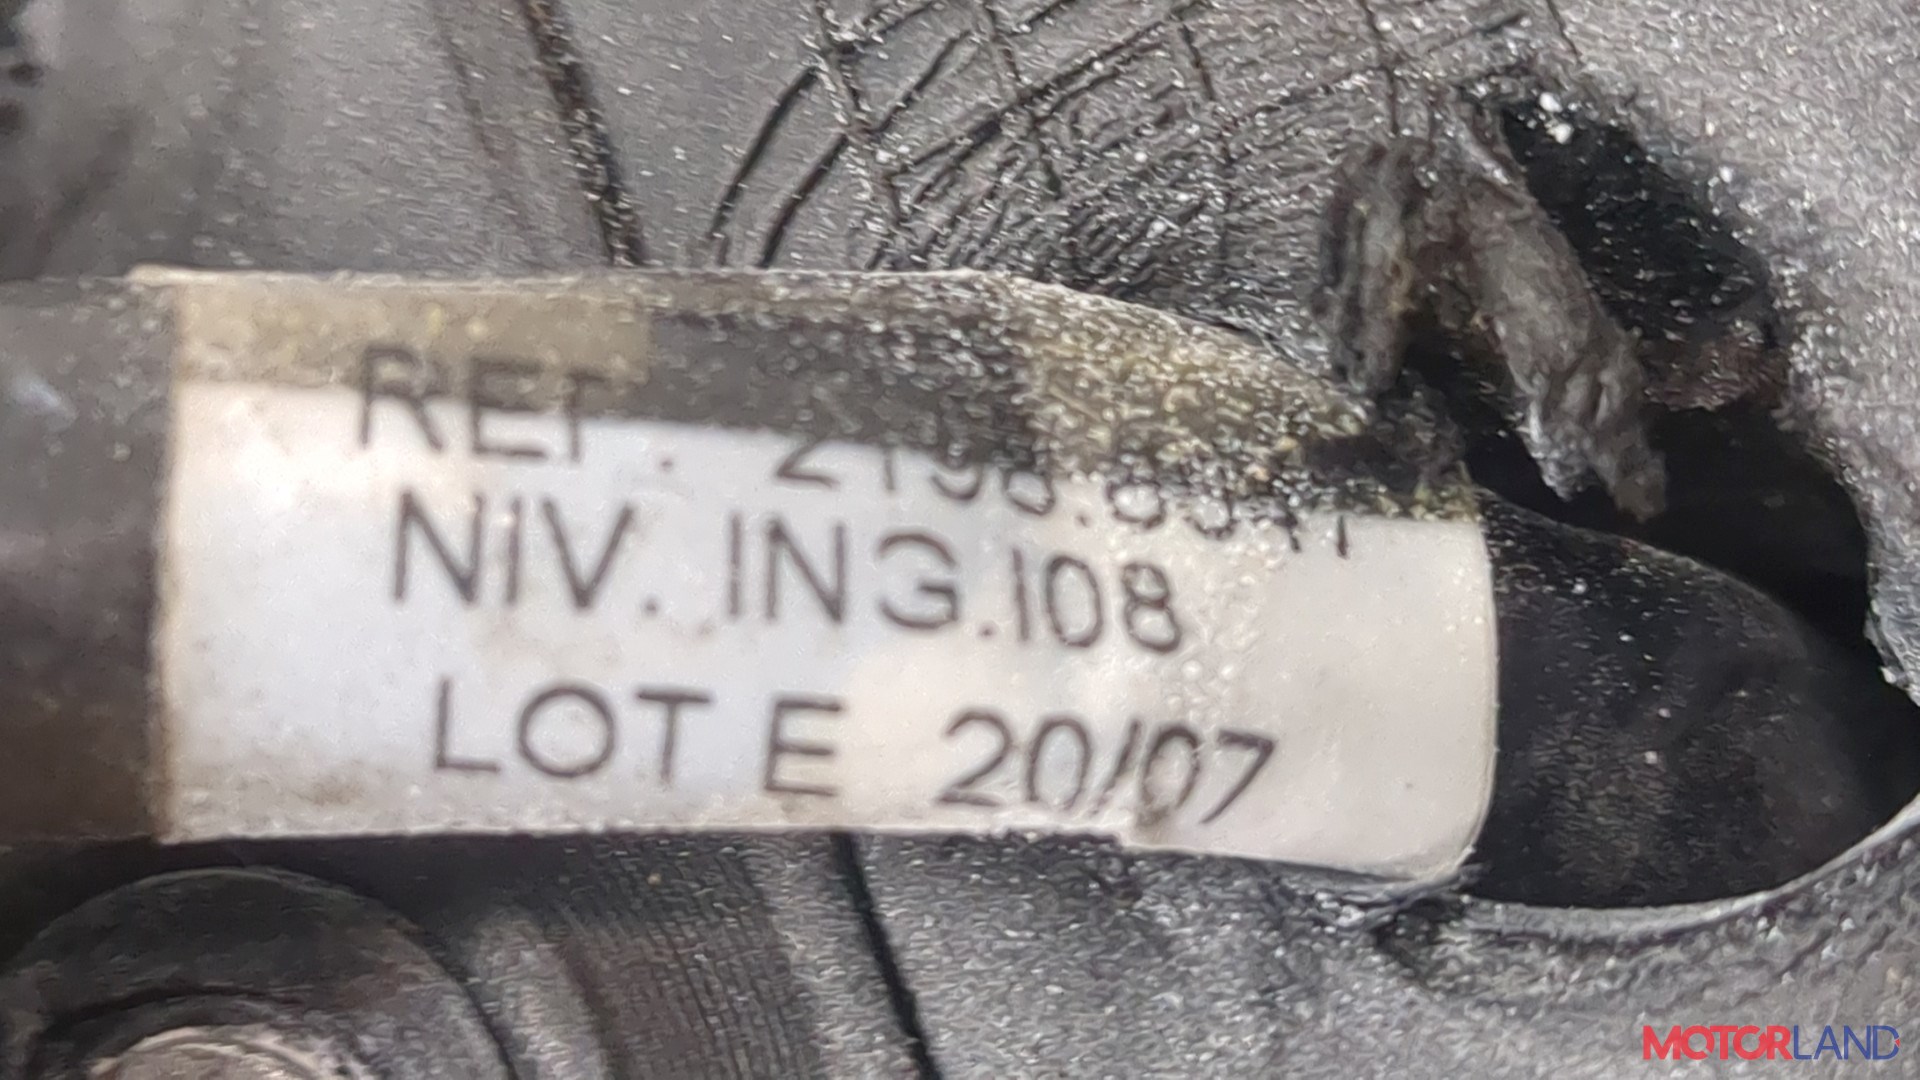 REF.
NIV. ING.108
LOT E 20/07
MOTORLAND